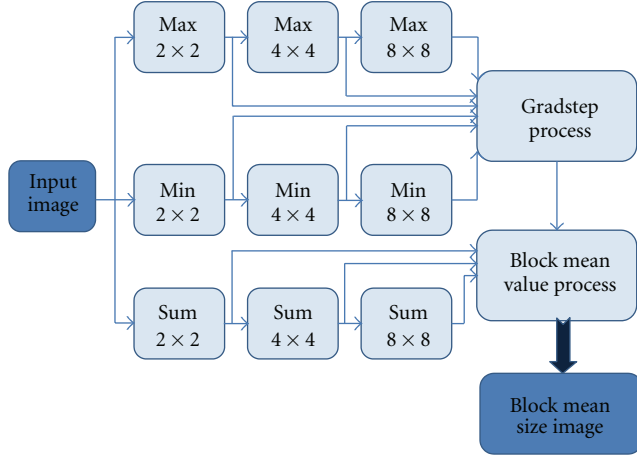 Max
2 × 2
Max
4 × 4
Max
8 × 8
Gradstep
process
Input
image
Min
2 × 2
Min
4 × 4
Min
8 × 8
Block mean
value process
Sum
2 × 2
Sum
4 × 4
Sum
8 × 8
Block mean
size image